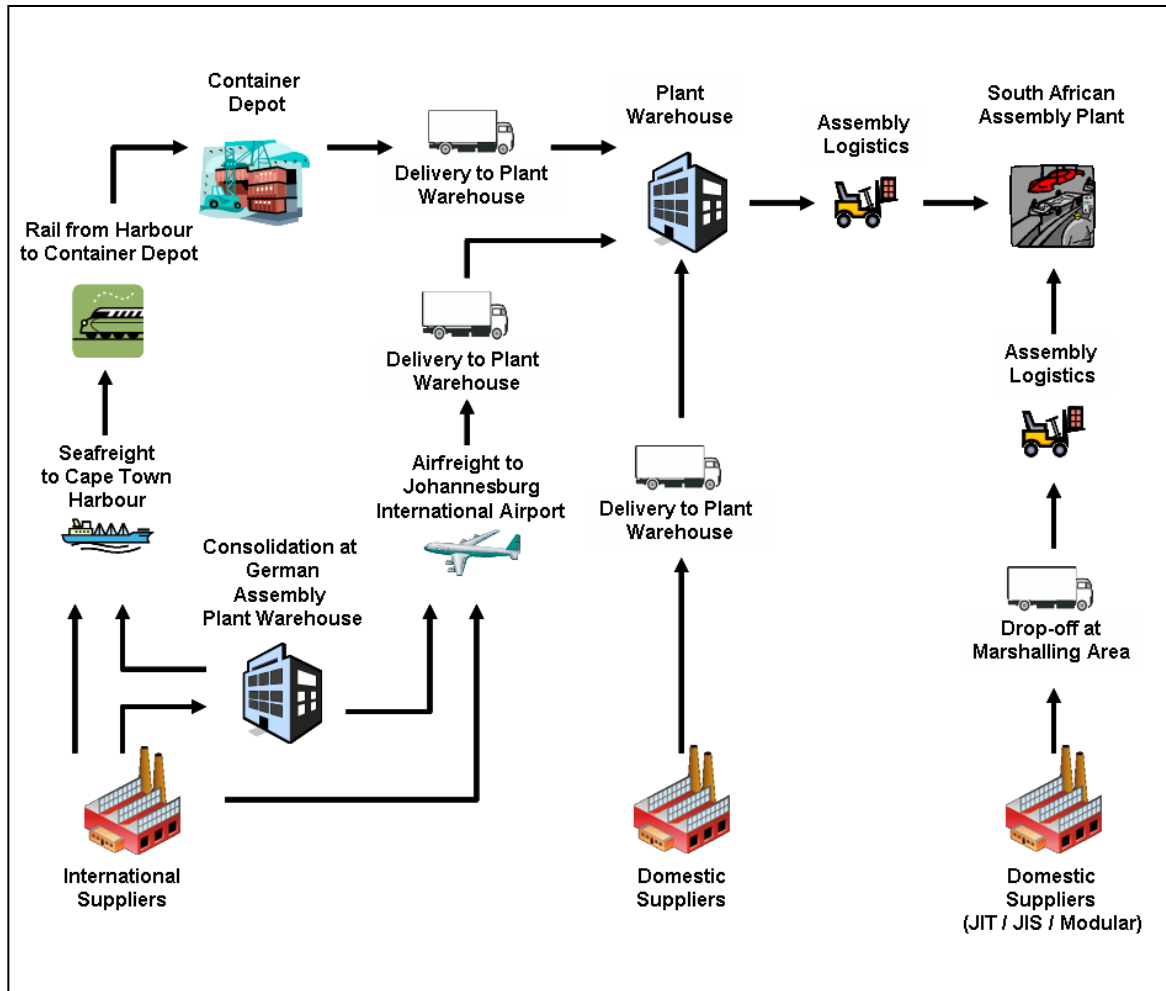 Container
Depot
Plant
Warehouse
South African
Assembly Plant
Assembly
Logistics
Delivery to Plant
Warehouse
Rail from Harbour
to Container Depot
Delivery to Plant
Warehouse
Assembly
Logistics
Seafreight
to Cape Town
Harbour
Airfreight to
Johannesburg
International Airport
Delivery to Plant
Warehouse
Consolidation at
German
Assembly
Plant Warehouse
Drop-off at
Marshalling Area
International
Suppliers
Domestic
Suppliers
Domestic
Suppliers
(JIT / JIS / Modular)